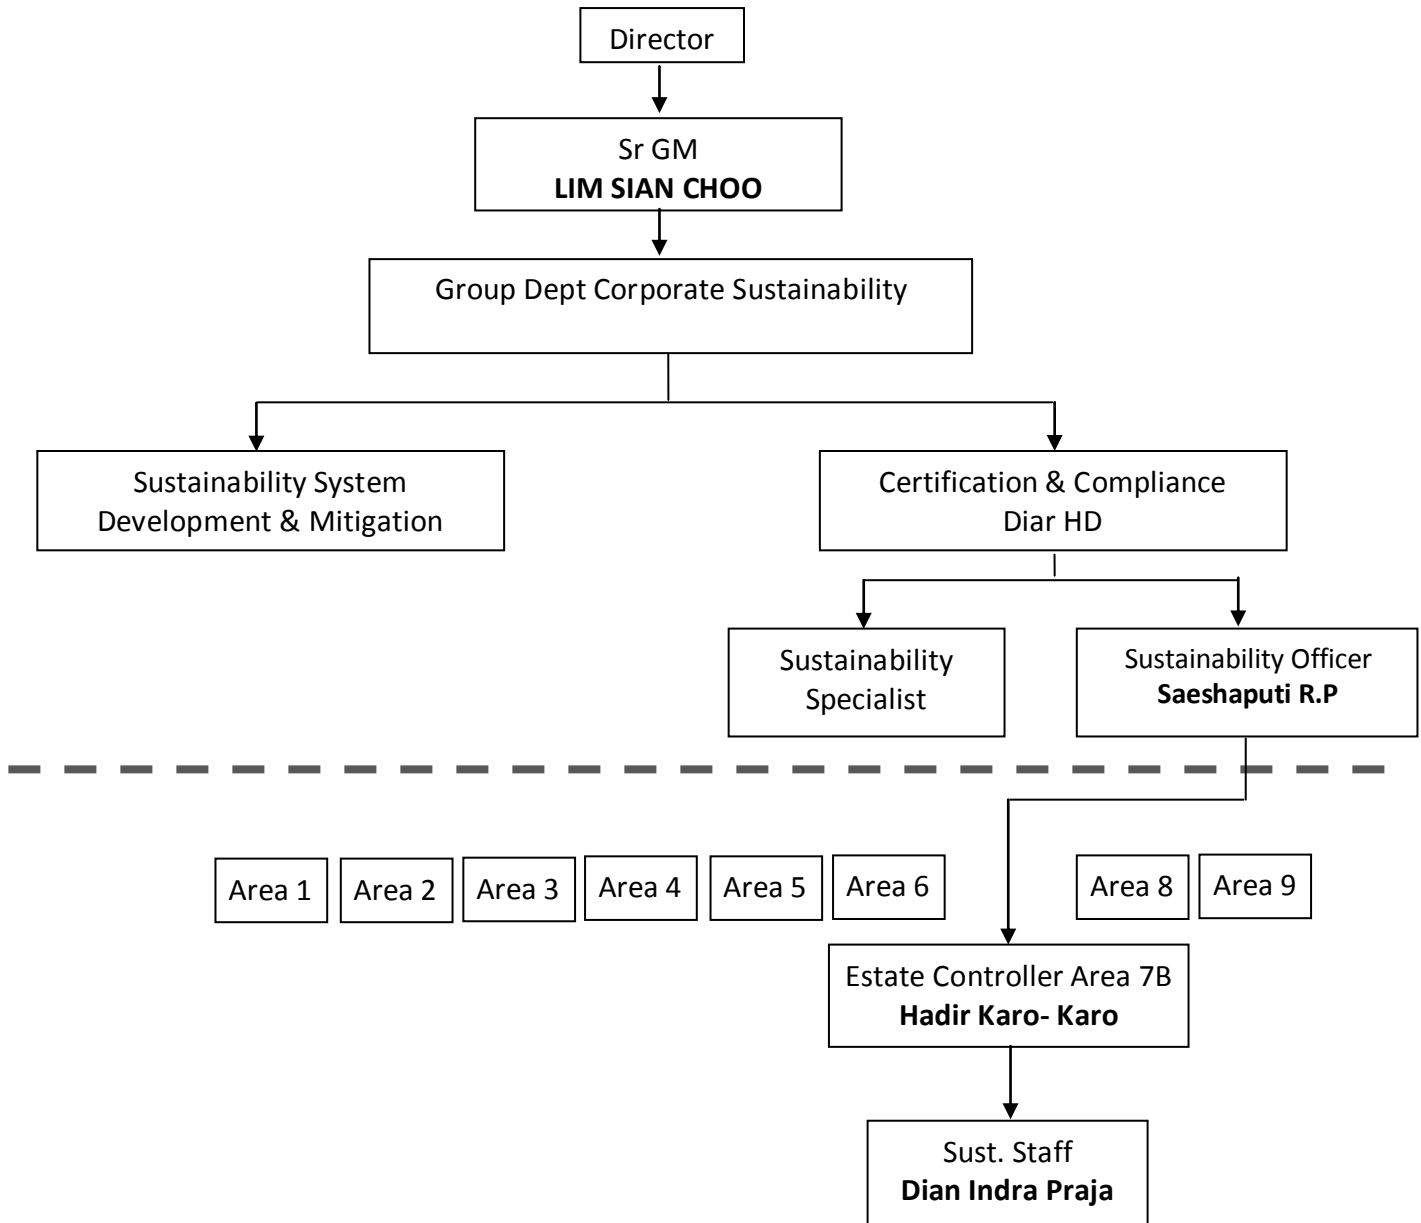 Director
Sr GM
LIM SIAN CHOO
Group Dept Corporate Sustainability
Sustainability System
Development & Mitigation
Certification & Compliance
Diar HD
Sustainability
Specialist
Sustainability Officer
Saeshaputi R.P
Area 1
Area 2
Area 3
Area 4
Area 5
Area 6
Area 8
Area 9
Estate Controller Area 7B
Hadir Karo- Karo
Sust. Staff
Dian Indra Praja